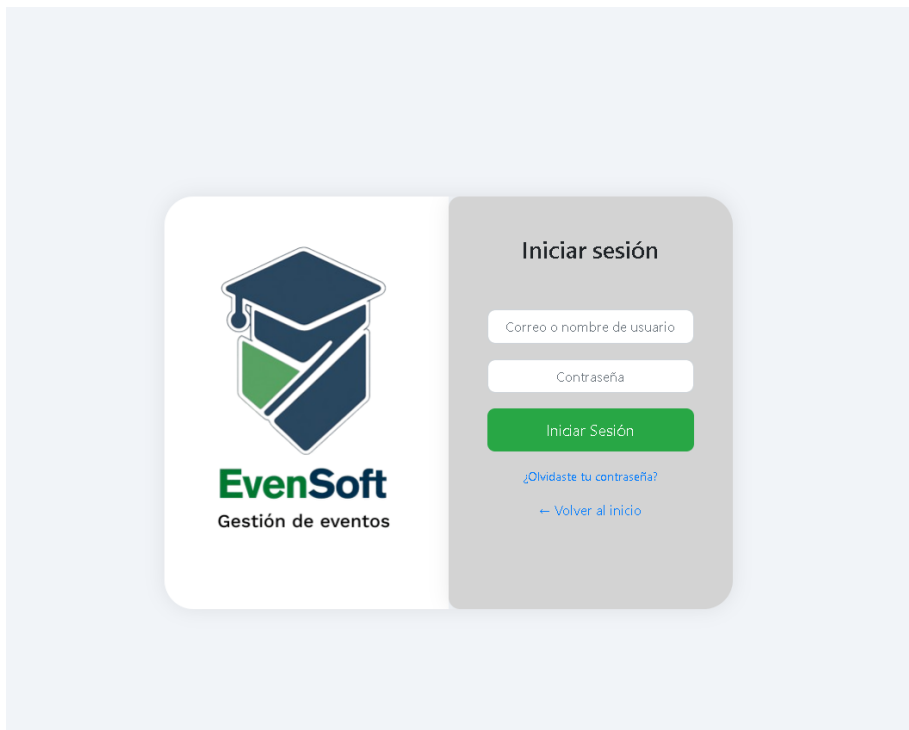 EvenSoft
Gestión de eventos
Iniciar sesión
Correo o nombre de usuario
Contraseña
Iniciar Sesión
¿Olvidaste tu contraseña?
← Volver al inicio